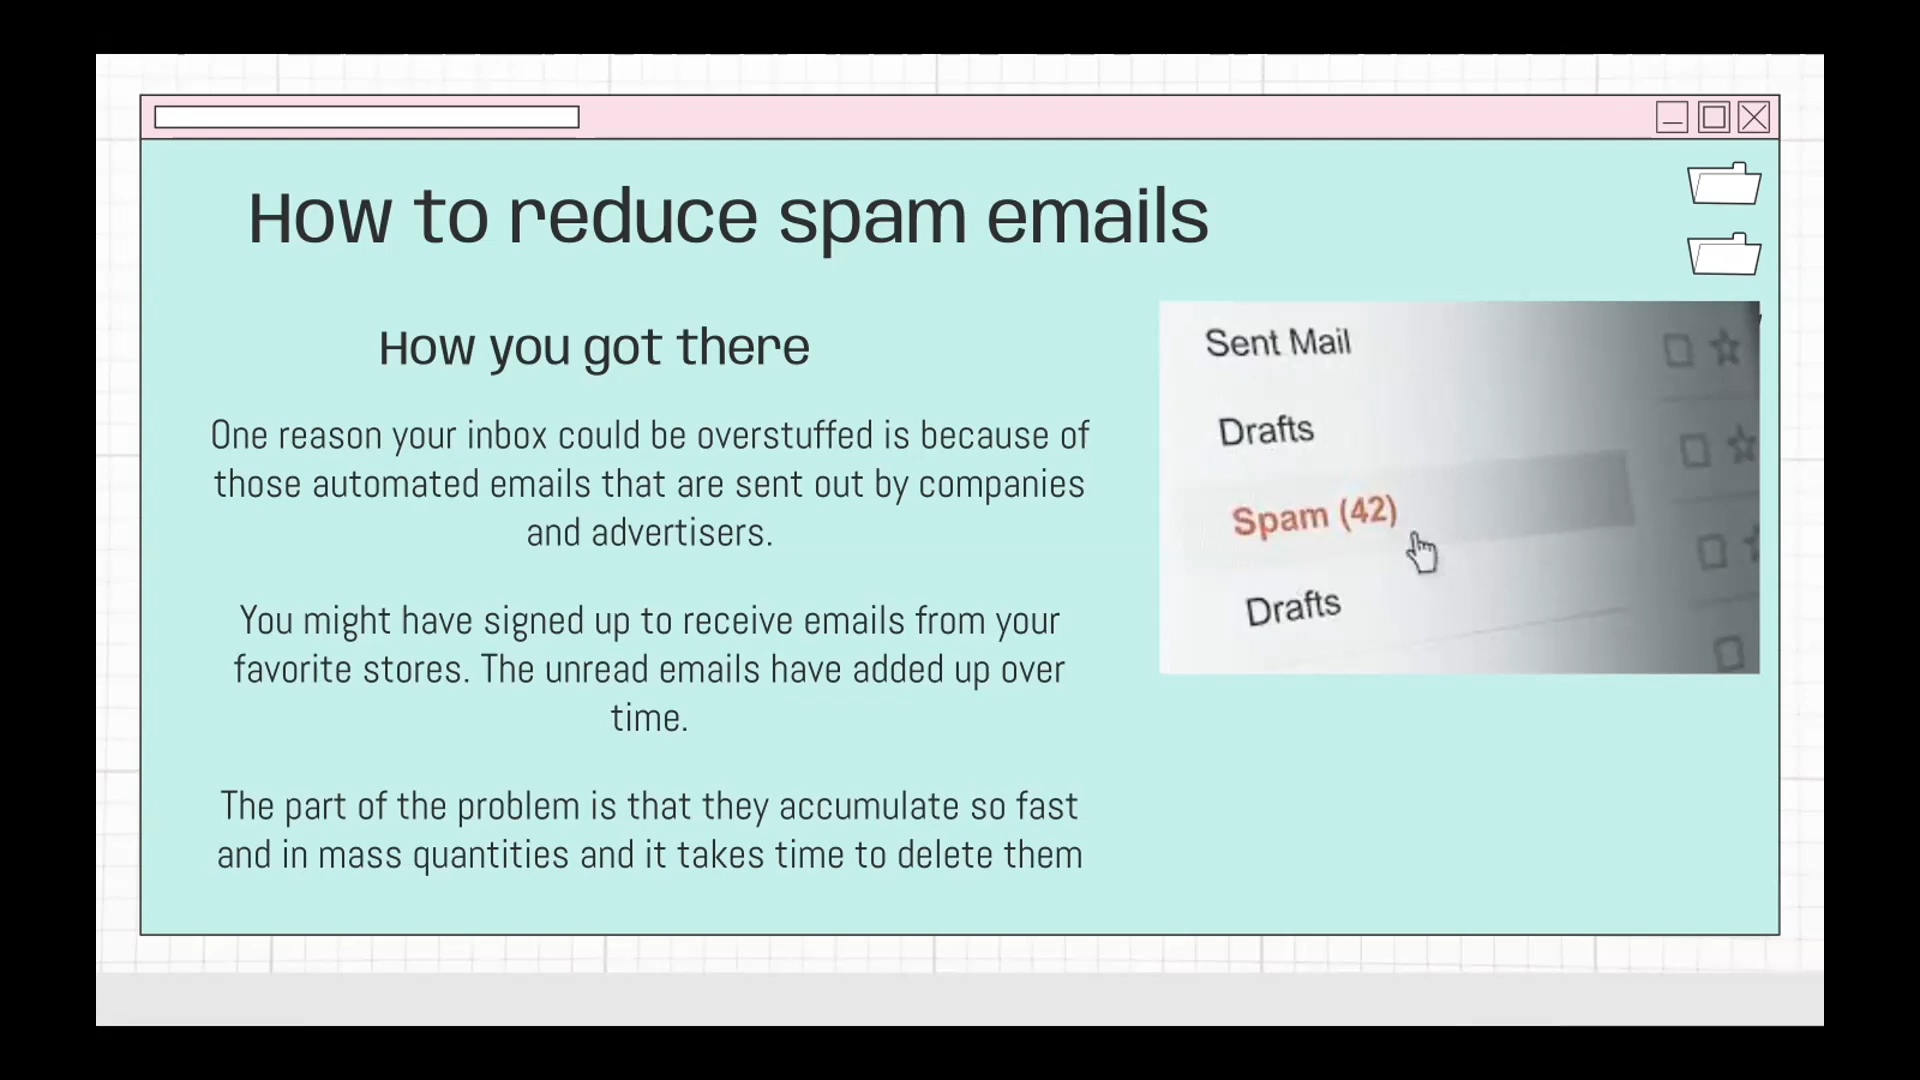 How to reduce spam emails
How you got there
One reason your inbox could be overstuffed is because of
those automated emails that are sent out by companies
and advertisers.
You might have signed up to receive emails from your
favorite stores. The unread emails have added up over
time.
The part of the problem is that they accumulate so fast
and in mass quantities and it takes time to delete them
Sent Mail
Drafts
Spam (42)
Drafts